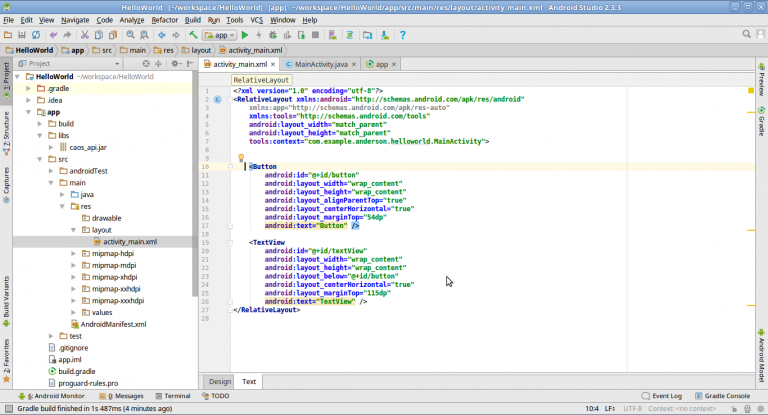 HelloWorld - [~/workspace/HelloWorld] - [app] - ~/workspace/HelloWorld/app/src/main/res/layout/activity_main.xml - Android Studio 2.3.3
File Edit View Navigate Code Analyze Refactor Build Run Tools VCS Window Help
app
HelloWorld app src main res layout activity_main.xml
Project
activity_main.xml MainActivity.java app
1: Project
7: Structure
Captures
Build Variants
2: Favorites
HelloWorld ~/workspace/HelloWorld
.gradle
.idea
app
build
libs
caos_api.jar
src
androidTest
main
java
res
drawable
layout
activity_main.xml
mipmap-hdpi
mipmap-mdpi
mipmap-xhdpi
mipmap-xxhdpi
mipmap-xxxhdpi
values
AndroidManifest.xml
test
.gitignore
app.iml
build.gradle
proguard-rules.pro
RelativeLayout
1 <?xml version="1.0" encoding="utf-8"?>
2 <RelativeLayout xmlns:android="http://schemas.android.com/apk/res/android"
3 xmlns:app="http://schemas.android.com/apk/res-auto"
4 xmlns:tools="http://schemas.android.com/tools"
5 android:layout_width="match_parent"
6 android:layout_height="match_parent"
7 tools:context="com.example.anderson.helloworld.MainActivity">
8
9
10 <Button
11 android:id="@+id/button"
12 android:layout_width="wrap_content"
13 android:layout_height="wrap_content"
14 android:layout_alignParentTop="true"
15 android:layout_centerHorizontal="true"
16 android:layout_marginTop="54dp"
17 android:text="Button" />
18
19 <TextView
20 android:id="@+id/textView"
21 android:layout_width="wrap_content"
22 android:layout_height="wrap_content"
23 android:layout_below="@+id/button"
24 android:layout_centerHorizontal="true"
25 android:layout_marginTop="115dp"
26 android:text="TextView" />
27 </RelativeLayout>
28
Preview
Gradle
Android Model
Design Text
6: Android Monitor 0: Messages Terminal TODO Event Log Gradle Console
Gradle build finished in 1s 487ms (4 minutes ago) 10:4 LF÷ UTF-8 Context: <no context>